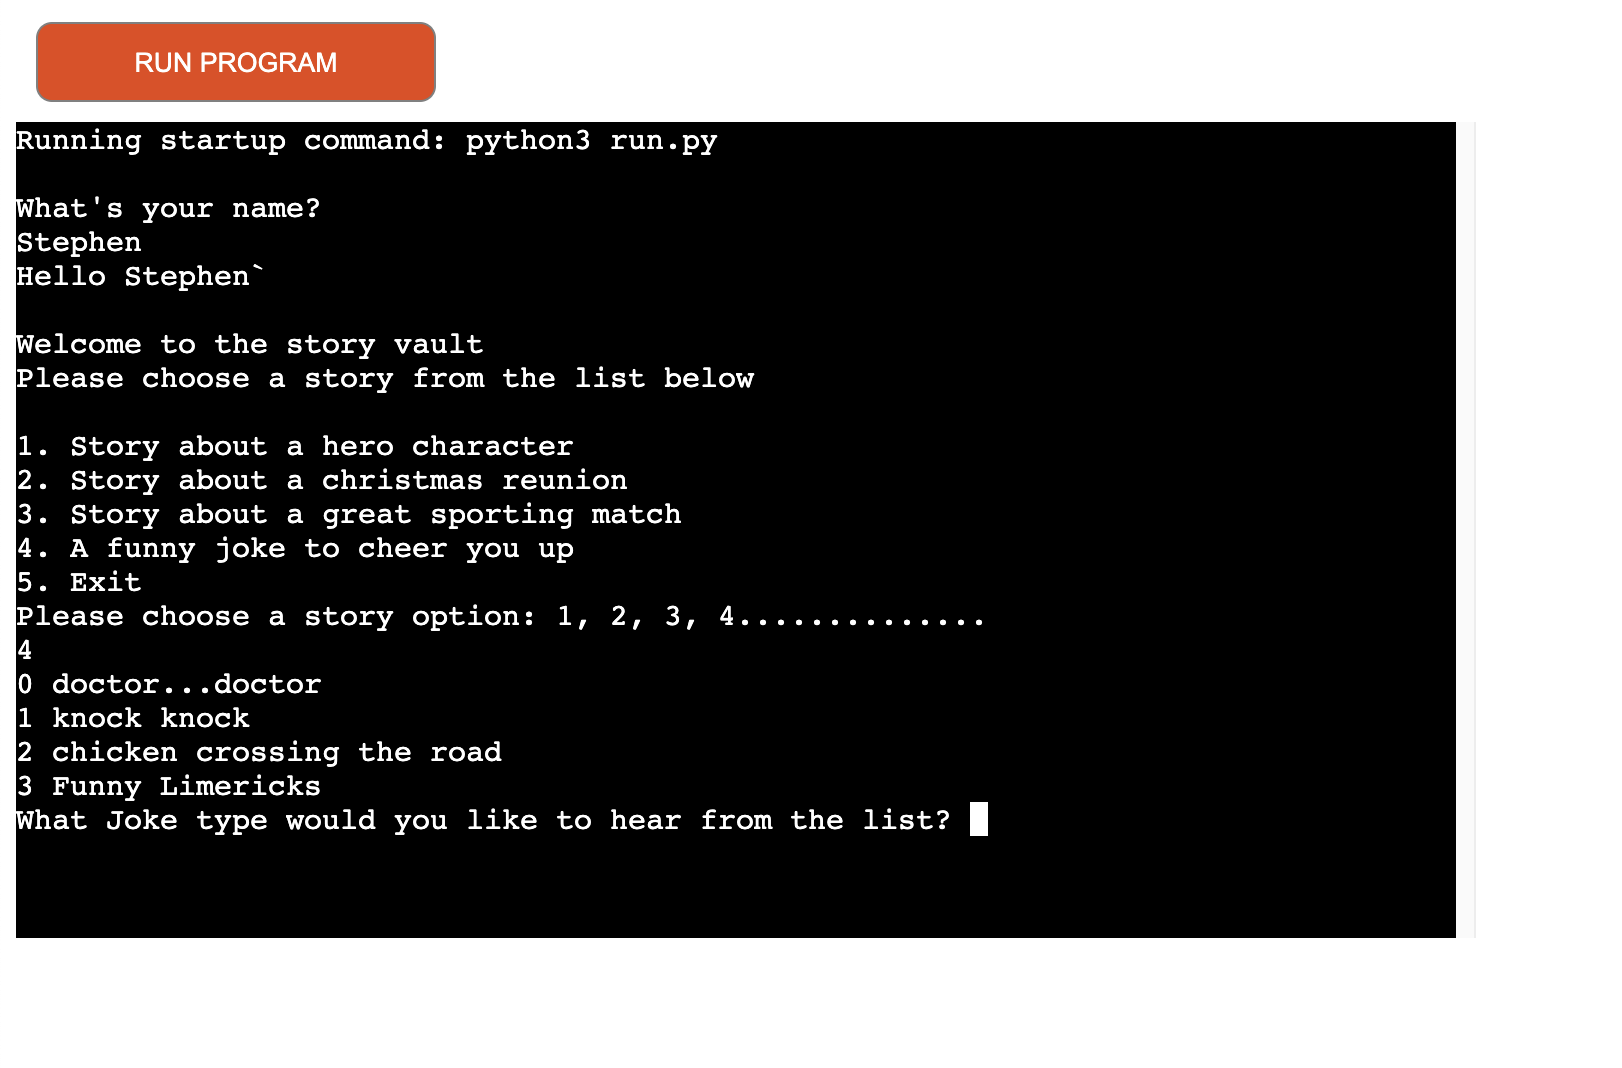 RUN PROGRAM
Running startup command: python3 run.py
What's your name?
Stephen
Hello Stephen`
Welcome to the story vault
Please choose a story from the list below
1. Story about a hero character
2. Story about a christmas reunion
3. Story about a great sporting match
4. A funny joke to cheer you up
5. Exit
Please choose a story option: 1, 2, 3, 4..............
4
0 doctor...doctor
1 knock knock
2 chicken crossing the road
3 Funny Limericks
What Joke type would you like to hear from the list?